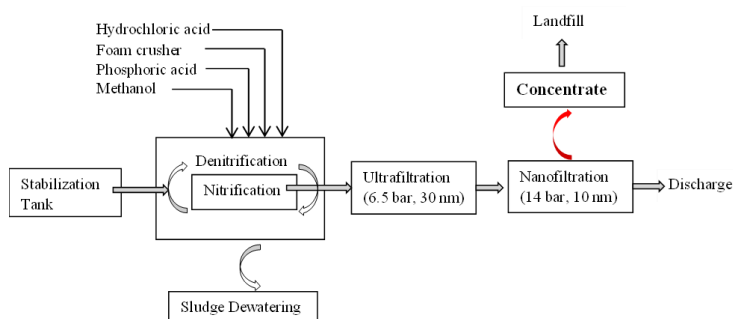 Landfill
Hydrochloric acid
Foam crusher
Phosphoric acid
Methanol
Concentrate
Denitrification
Nitrification
Stabilization
Tank
Ultrafiltration
(6.5 bar, 30 nm)
Nanofiltration
(14 bar, 10 nm)
Discharge
Sludge Dewatering